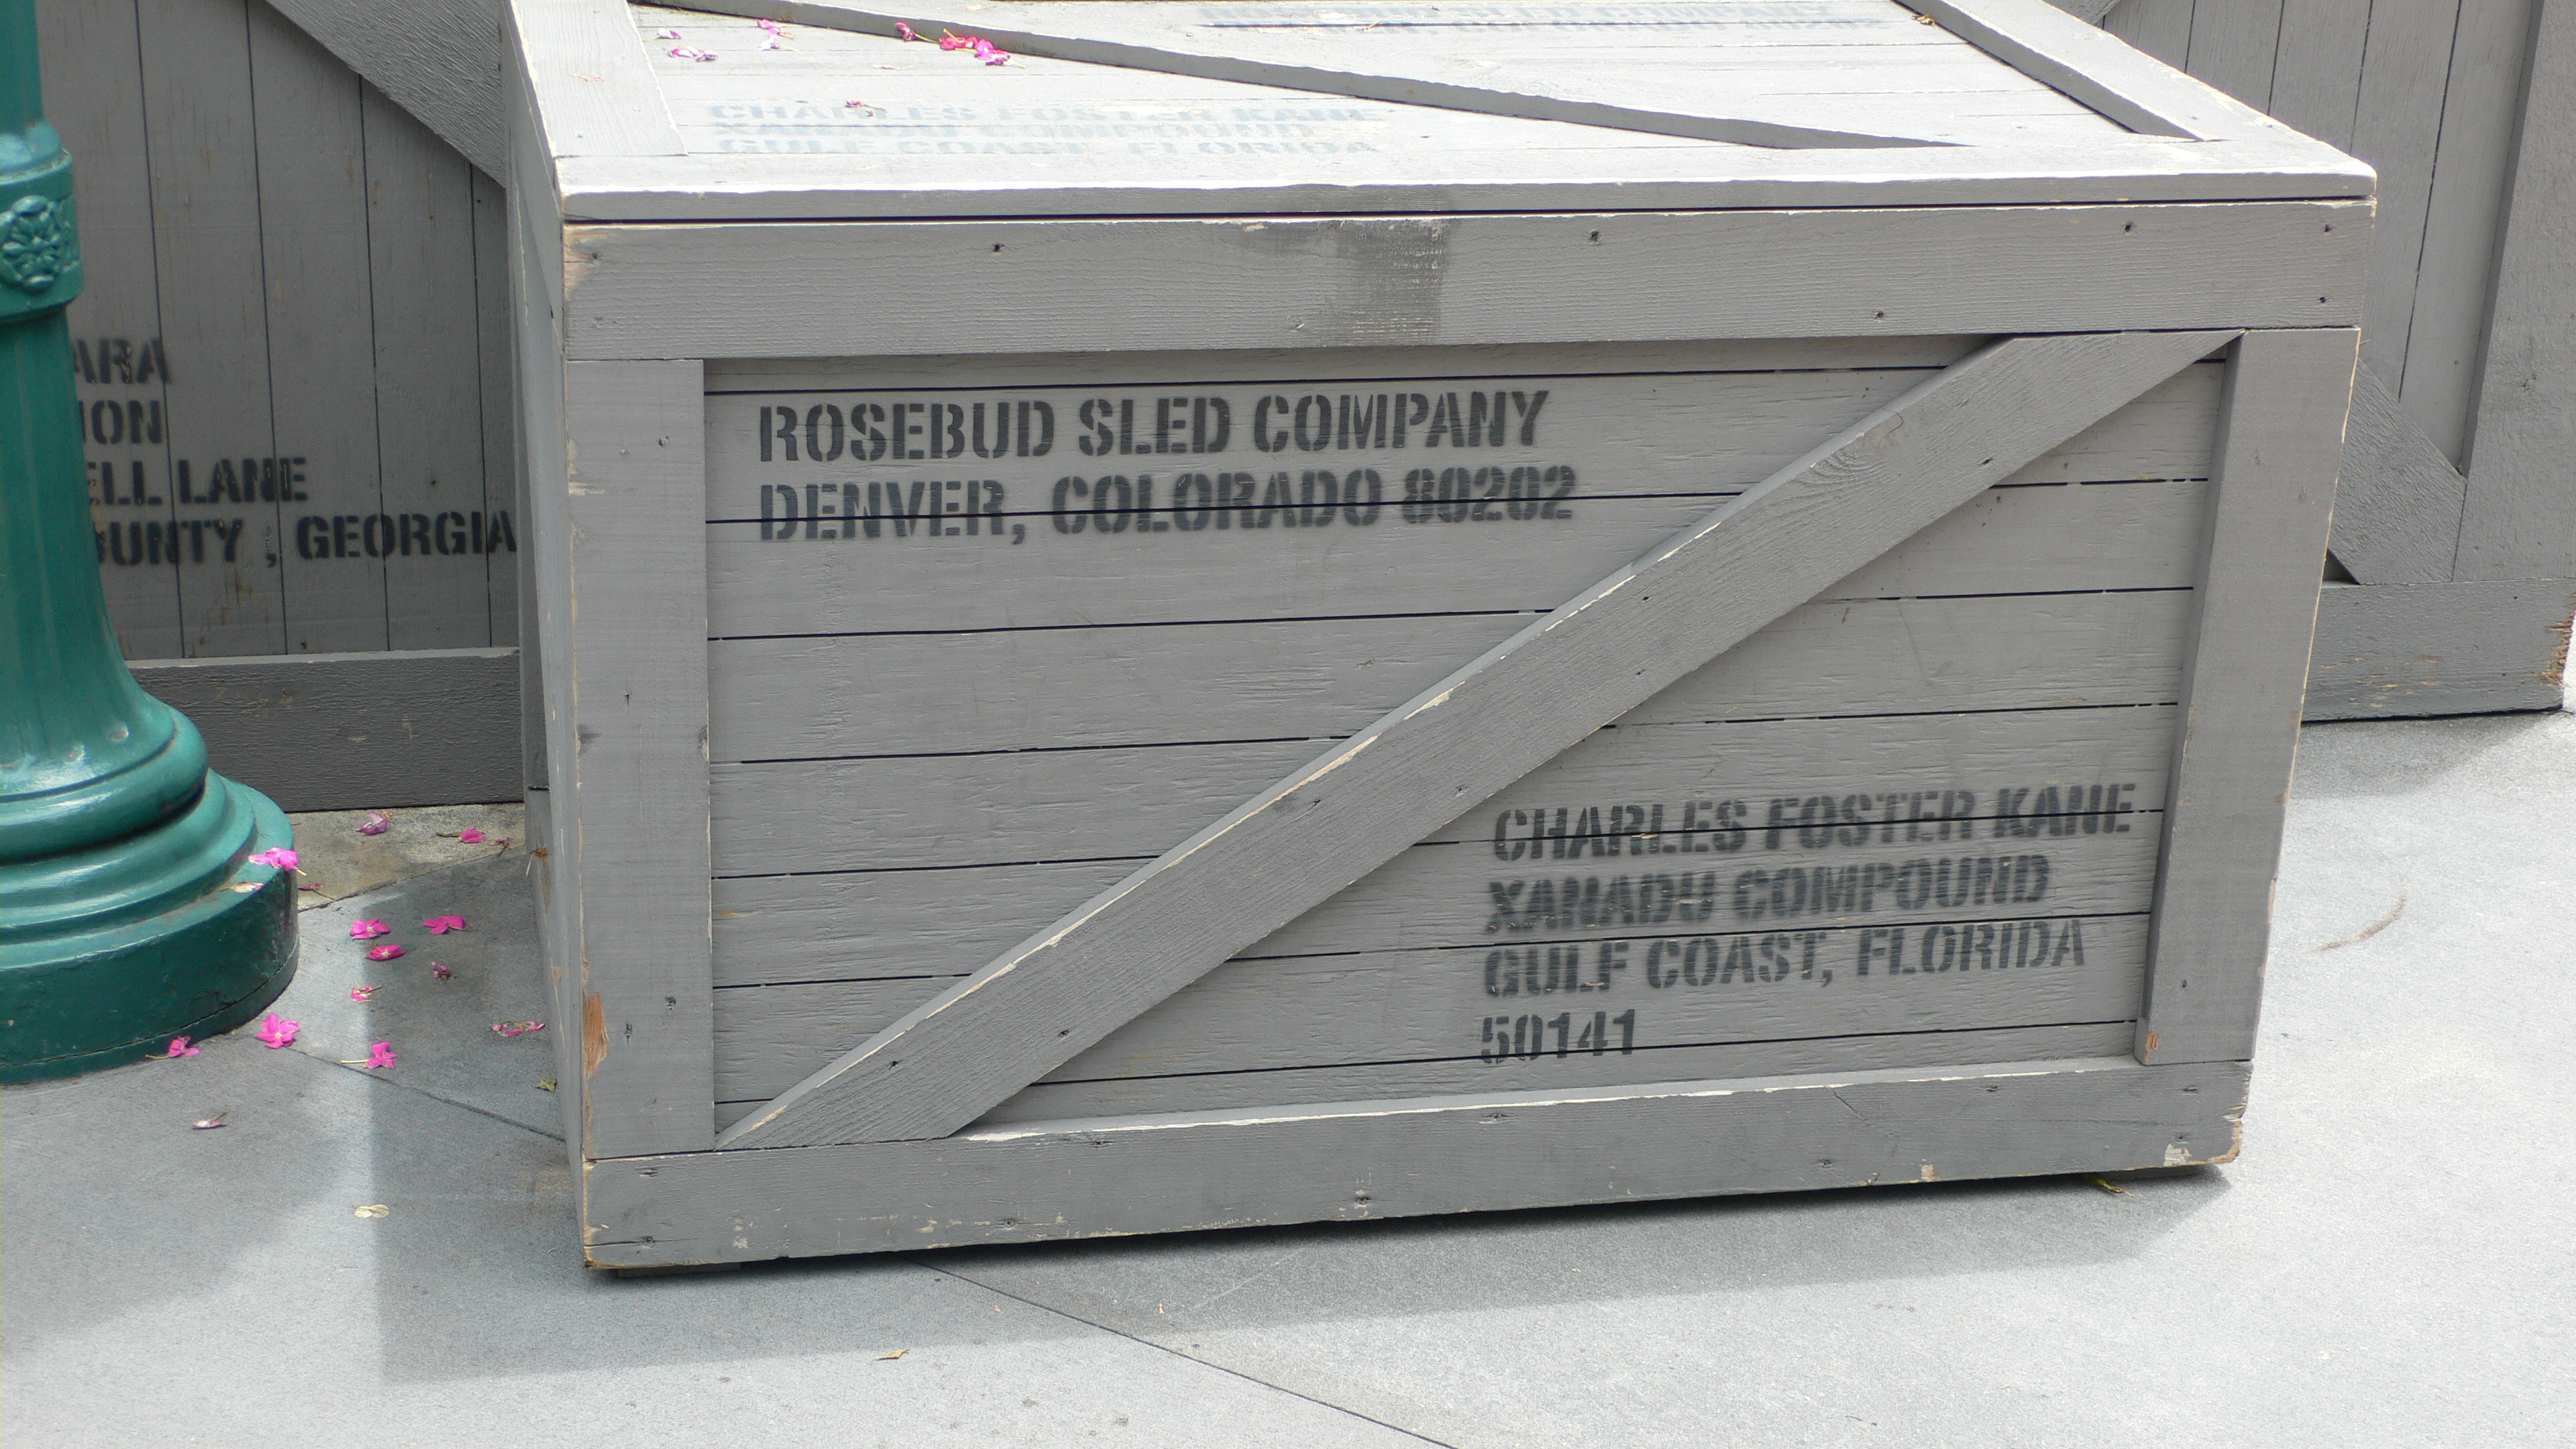 CHARLES FOSTER KANE
XANADU COMPOUND
GULF COAST, FLORIDA
ARA
ION
ELL LANE
UNTY, GEORGIA
ROSEBUD SLED COMPANY
DENVER, COLORADO 80202
CHARLES FOSTER KANE
XANADU COMPOUND
GULF COAST, FLORIDA
50141